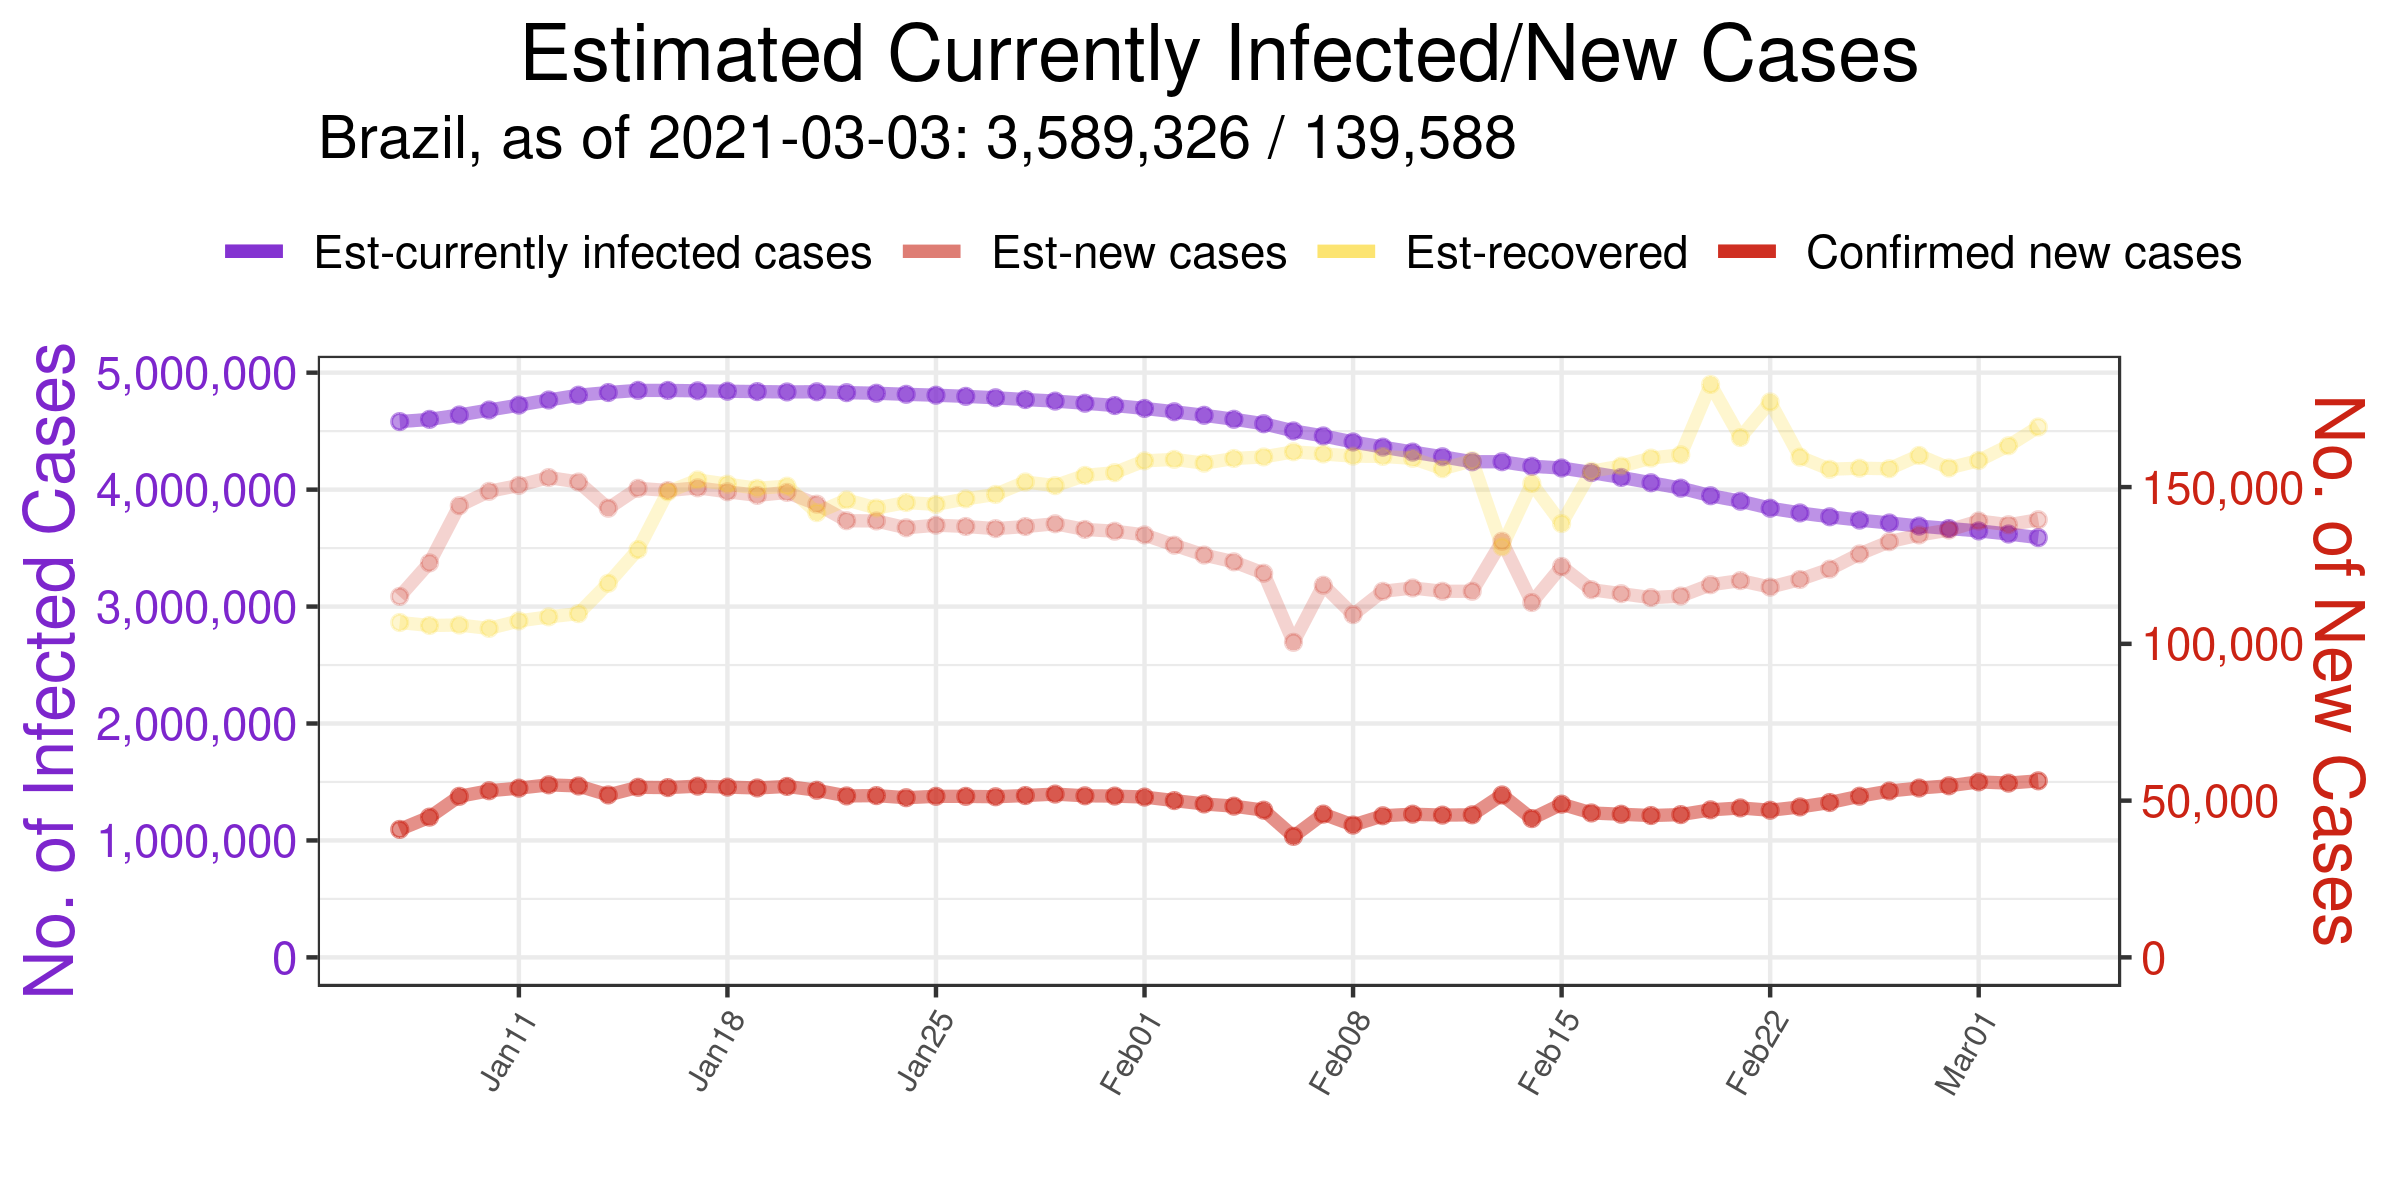 Estimated Currently Infected/New Cases
Brazil, as of 2021-03-03: 3,589,326 / 139,588
Est-currently infected cases Est-new cases Est-recovered Confirmed new cases
No. of Infected Cases
5,000,000
4,000,000
3,000,000
2,000,000
1,000,000
0
150,000
100,000
50,000
0
No. of New Cases
Jan11 Jan18 Jan25 Feb01 Feb08 Feb15 Feb22 Mar01